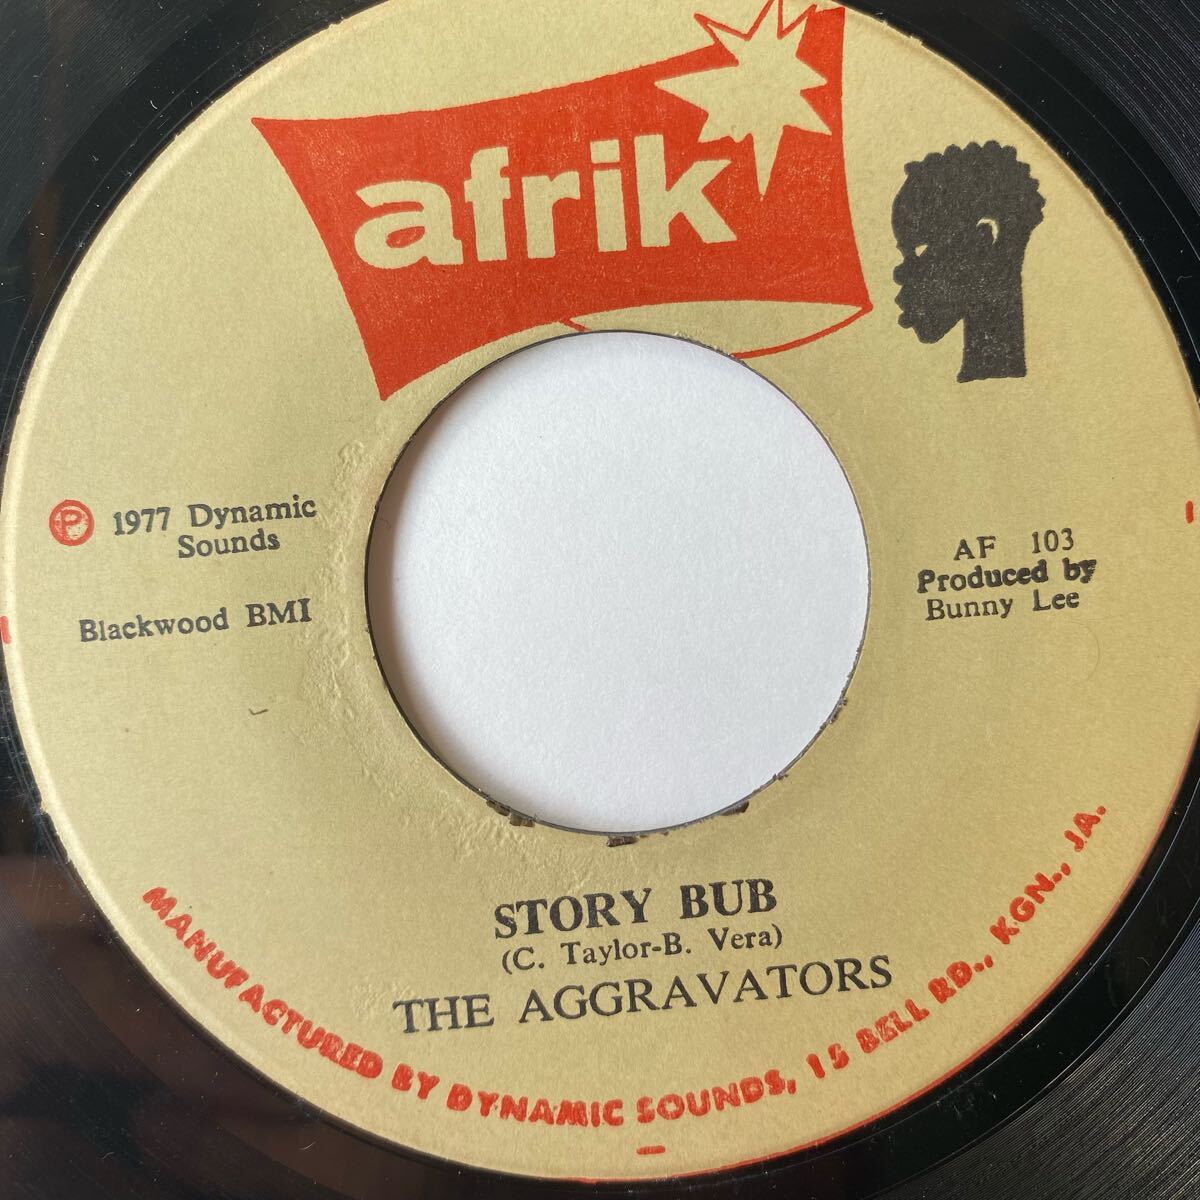 afrik
℗ 1977 Dynamic
Sounds
Blackwood BMI
AF 103
Produced by
Bunny Lee
STORY BUB
(C. Taylor-B. Vera)
THE AGGRAVATORS
MANUFACTURED BY DYNAMIC SOUNDS, 15 BELL RD., KGN., JA.